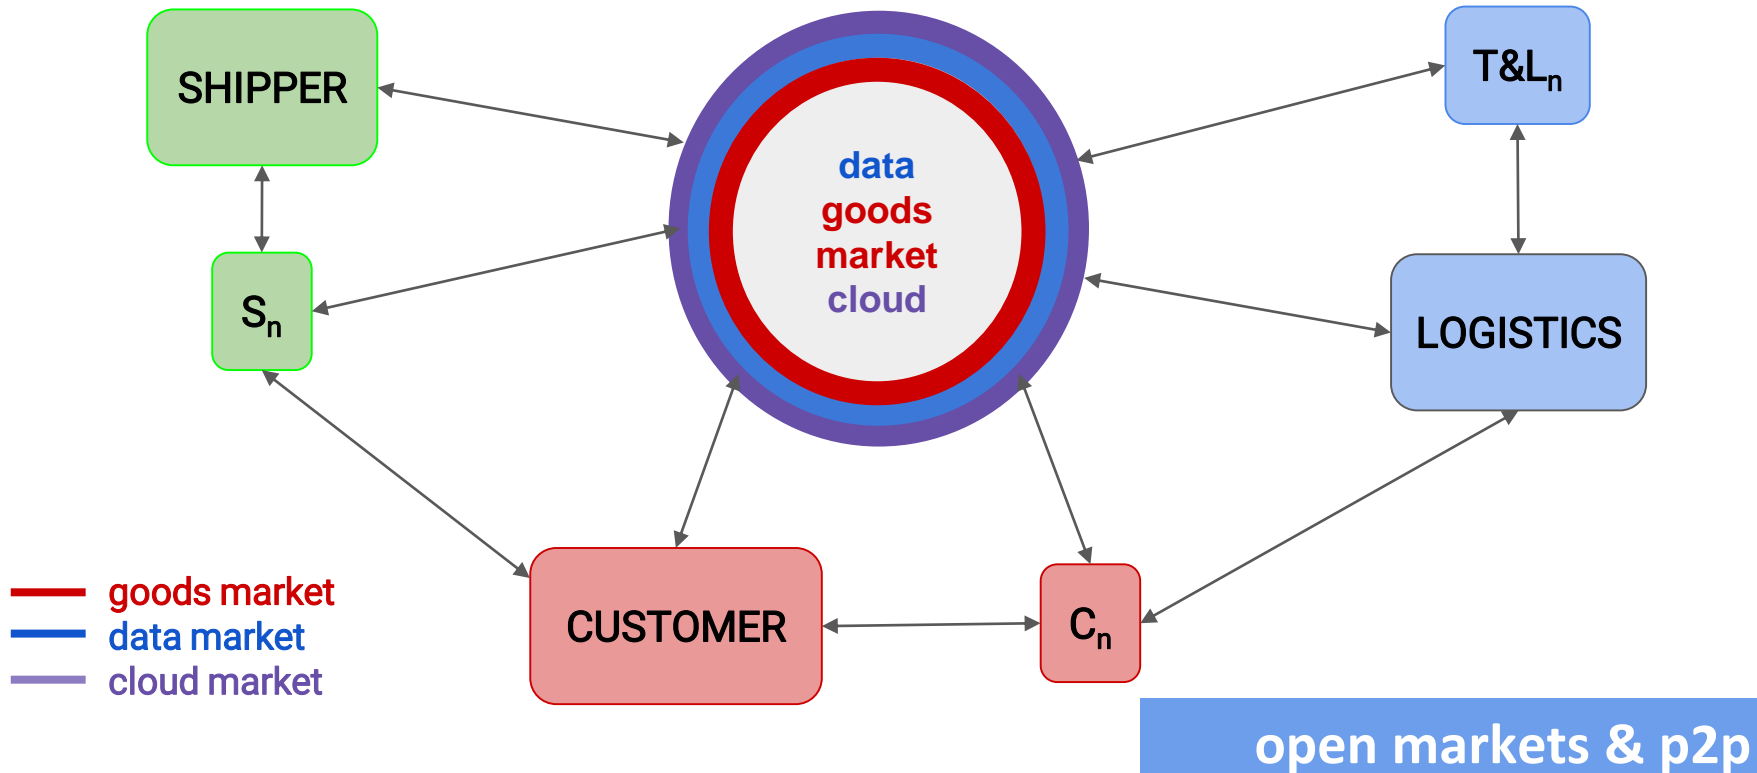 SHIPPER
T&Ln
data
goods
market
cloud
Sn
LOGISTICS
goods market
data market
cloud market
CUSTOMER
Cn
open markets & p2p